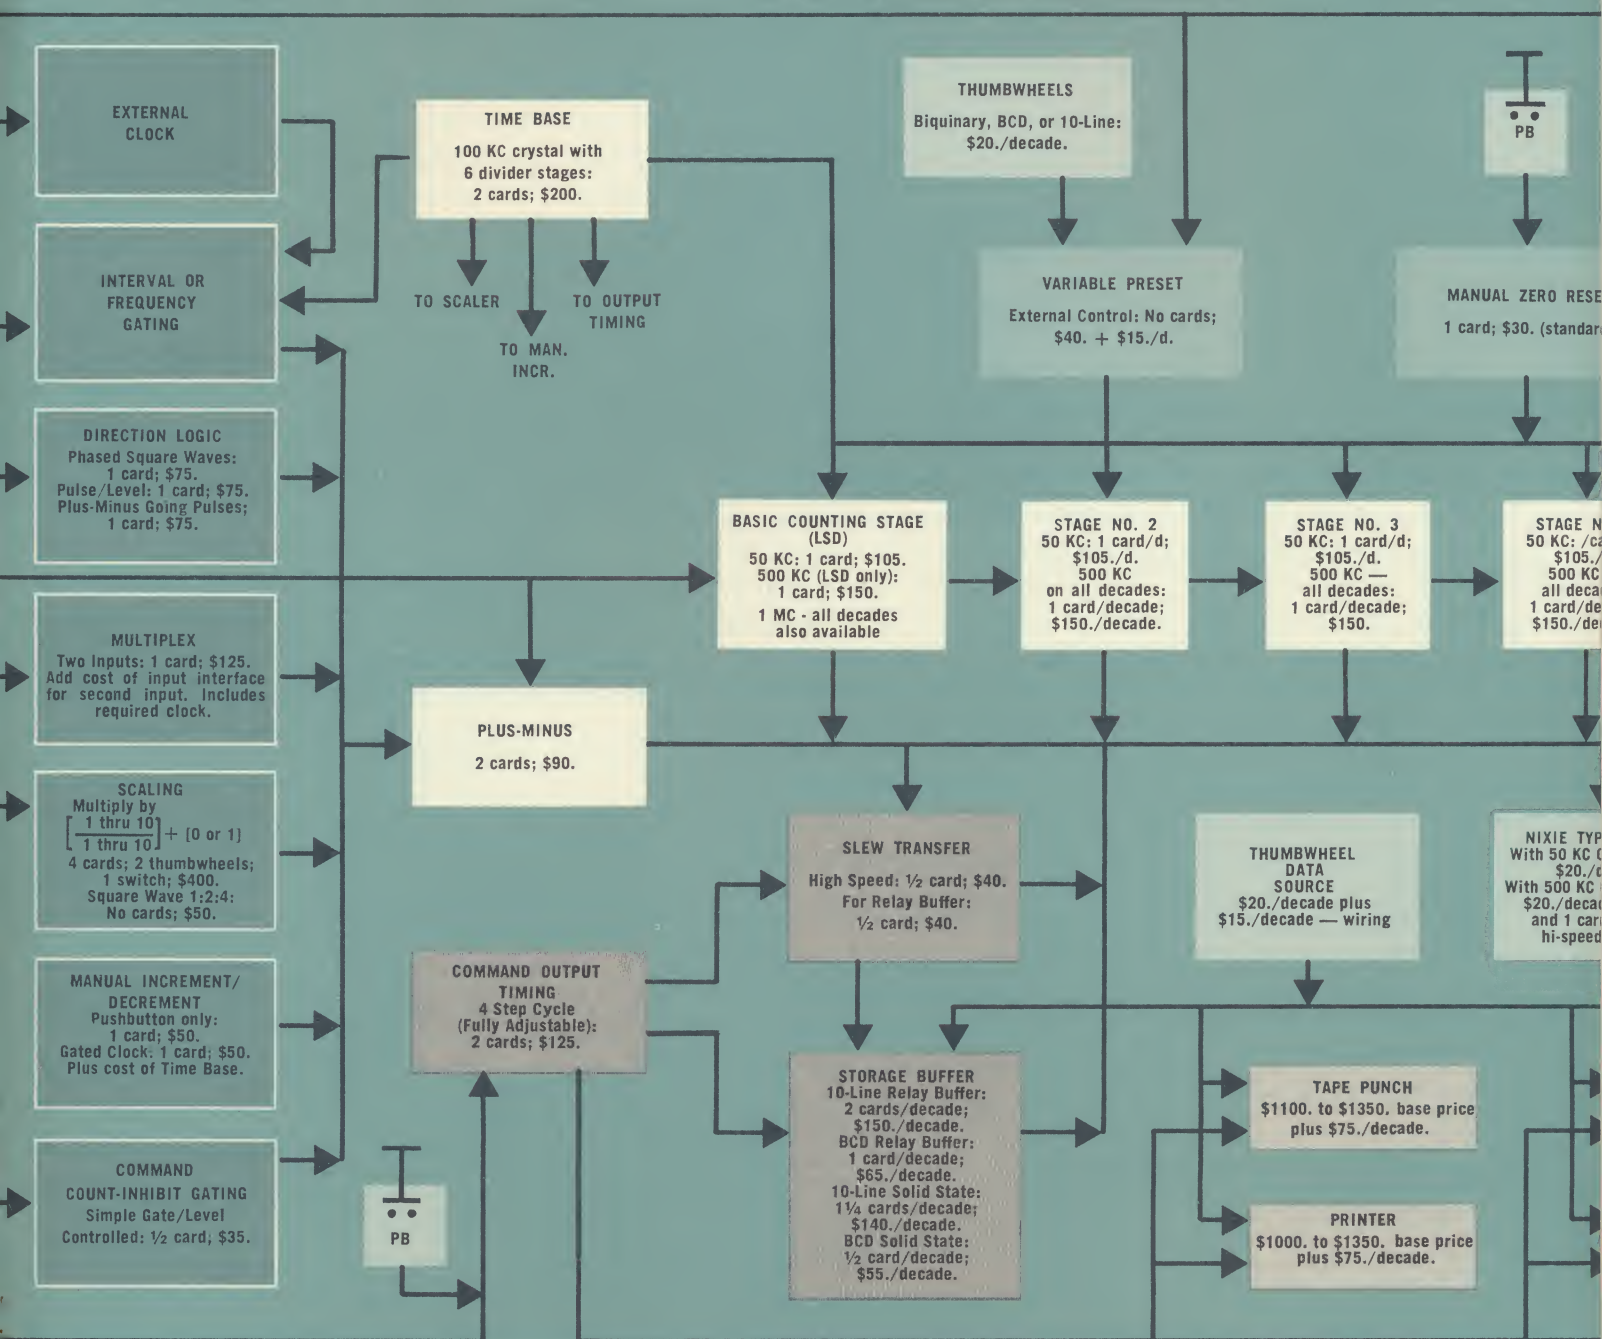 EXTERNAL
CLOCK
INTERVAL OR
FREQUENCY
GATING
DIRECTION LOGIC
Phased Square Waves:
1 card; $75.
Pulse/Level: 1 card; $75.
Plus-Minus Going Pulses;
1 card; $75.
MULTIPLEX
Two Inputs: 1 card; $125.
Add cost of input interface
for second input. Includes
required clock.
SCALING
Multiply by
[1 thru 10
1 thru 10] + [0 or 1]
4 cards; 2 thumbwheels;
1 switch; $400.
Square Wave 1:2:4:
No cards; $50.
MANUAL INCREMENT/
DECREMENT
Pushbutton only:
1 card; $50.
Gated Clock: 1 card; $50.
Plus cost of Time Base.
COMMAND
COUNT-INHIBIT GATING
Simple Gate/Level
Controlled: ½ card, $35.
TIME BASE
100 KC crystal with
6 divider stages:
2 cards; $200.
TO SCALER
TO MAN.
INCR.
TO OUTPUT
TIMING
THUMBWHEELS
Biquinary, BCD, or 10-Line:
$20./decade.
VARIABLE PRESET
External Control: No cards;
$40. + $15./d.
PB
MANUAL ZERO RESE
1 card; $30. (standar
BASIC COUNTING STAGE
(LSD)
50 KC: 1 card; $105.
500 KC (LSD only):
1 card; $150.
1 MC - all decades
also available
STAGE NO. 2
50 KC: 1 card/d;
$105./d.
500 KC
on all decades:
1 card/decade;
$150./decade.
STAGE NO. 3
50 KC: 1 card/d;
$105./d.
500 KC —
all decades:
1 card/decade;
$150.
STAGE N
50 KC: /ca
$105./
500 KC
all deca
1 card/de
$150./de
PLUS-MINUS
2 cards; $90.
SLEW TRANSFER
High Speed: ½ card; $40.
For Relay Buffer:
½ card; $40.
THUMBWHEEL
DATA
SOURCE
$20./decade plus
$15./decade — wiring
NIXIE TYP
With 50 KC
$20./
With 500 KC
$20./deca
and 1 car
hi-speed
COMMAND OUTPUT
TIMING
4 Step Cycle
(Fully Adjustable):
2 cards; $125.
STORAGE BUFFER
10-Line Relay Buffer:
2 cards/decade;
$150./decade.
BCD Relay Buffer:
1 card/decade;
$65./decade.
10-Line Solid State:
1¼ cards/decade;
$140./decade.
BCD Solid State:
½ card/decade;
$55./decade.
TAPE PUNCH
$1100. to $1350. base price
plus $75./decade.
PRINTER
$1000. to $1350. base price
plus $75./decade.
PB